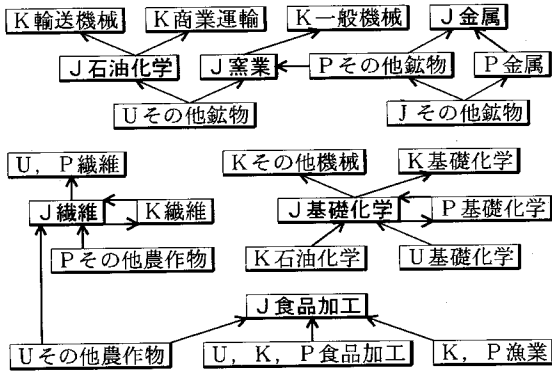 K輸送機械 K商業運輸 K一般機械 J金属
J石油化学 J窯業 Pその他鉱物 P金属
Uその他鉱物 Jその他鉱物
U,P繊維 Kその他機械 K基礎化学
J繊維 K繊維 J基礎化学 P基礎化学
Pその他農作物 K石油化学 U基礎化学
J食品加工
Uその他農作物 U,K,P食品加工 K,P漁業